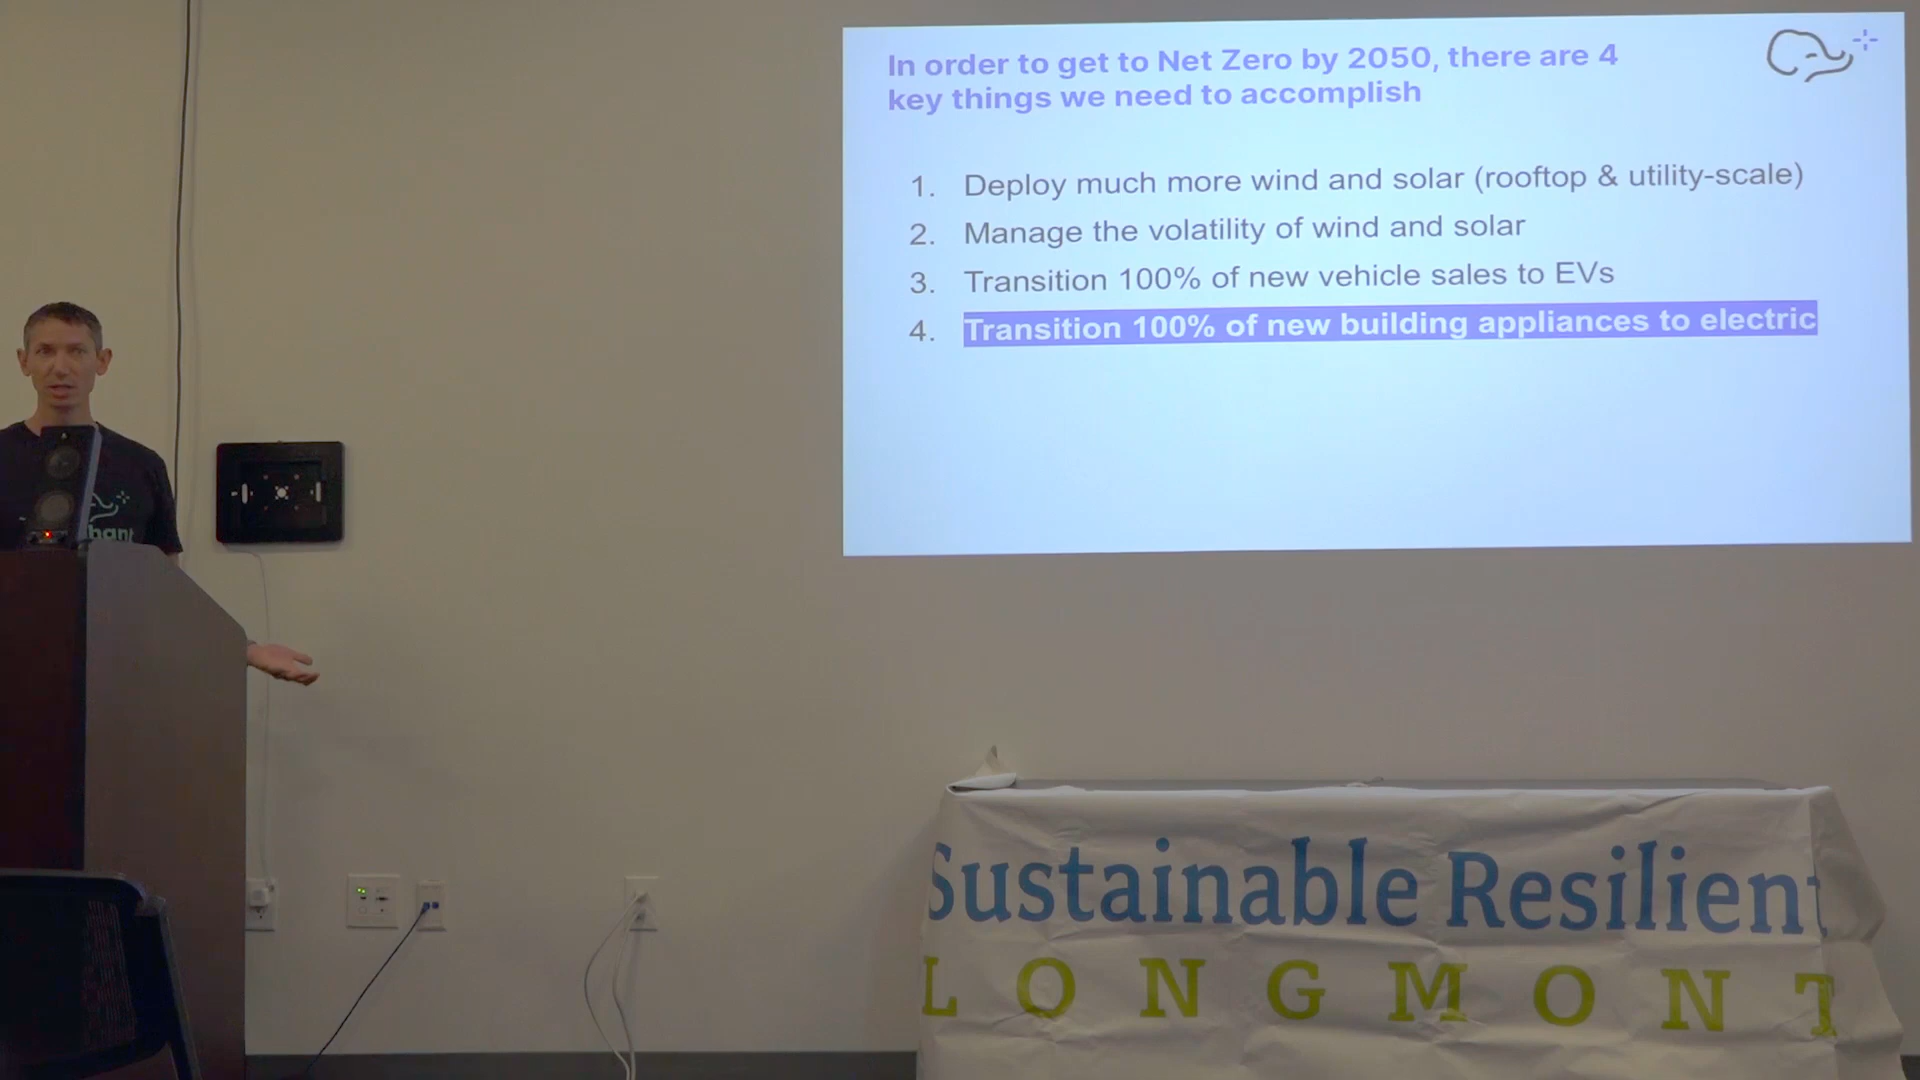 In order to get to Net Zero by 2050, there are 4
key things we need to accomplish
1. Deploy much more wind and solar (rooftop & utility-scale)
2. Manage the volatility of wind and solar
3. Transition 100% of new vehicle sales to EVs
4. Transition 100% of new building appliances to electric
hant
Sustainable Resilient
LONGMONT